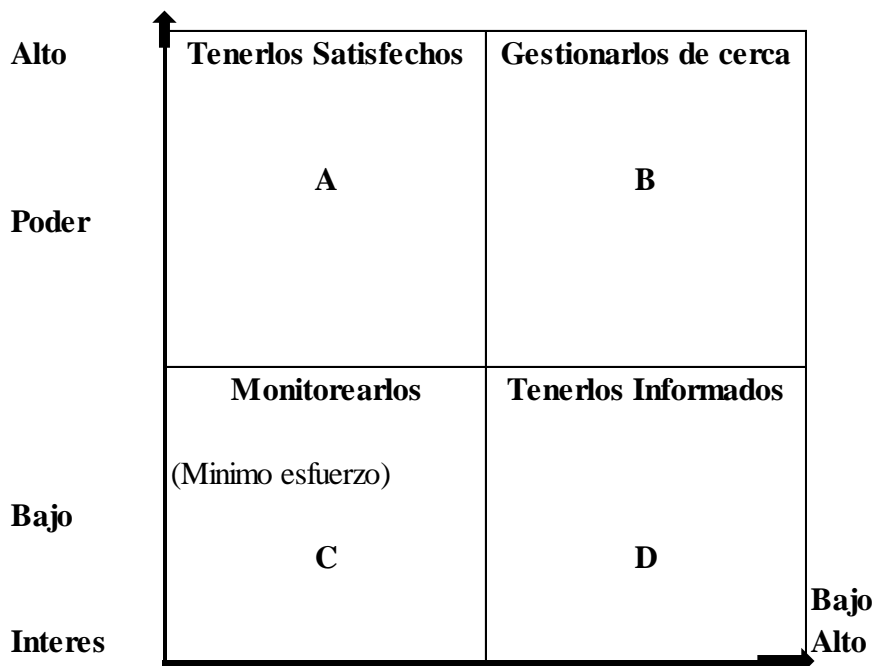 Alto
Tenerlos Satisfechos
Gestionarlos de cerca
A
B
Poder
Monitorearlos
Tenerlos Informados
(Minimo esfuerzo)
Bajo
C
D
Bajo
Interes
Alto